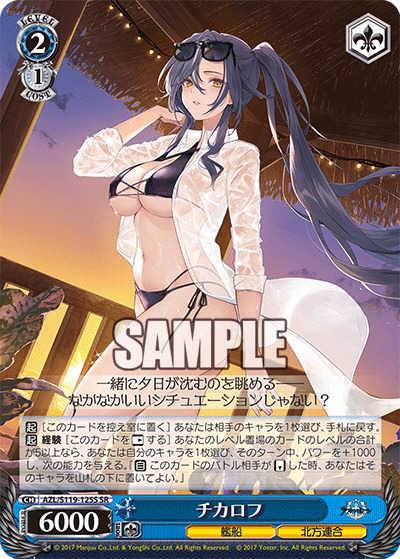 LEVEL
2
1
COST
SAMPLE
一緒に夕日が沈むのを眺める――
なかなかいいシチュエーションじゃない？
起［このカードを控え室に置く］あなたは相手のキャラを1枚選び、手札に戻す。
起 経験 ［このカードを する］あなたのレベル置場のカードのレベルの合計
が5以上なら、あなたは自分のキャラを1枚選び、そのターン中、パワーを＋1000
し、次の能力を与える。『 このカードのバトル相手が した時、あなたはそ
のキャラを山札の下に置いてよい。』
CH AZL/S119-125S SR
6000
チカロフ
艦船 北方連合
© 2017 Manjuu Co.,Ltd. & YongShi Co.,Ltd. All Rights Reserved. © 2017 Yostar, Inc. All Rights Reserved.